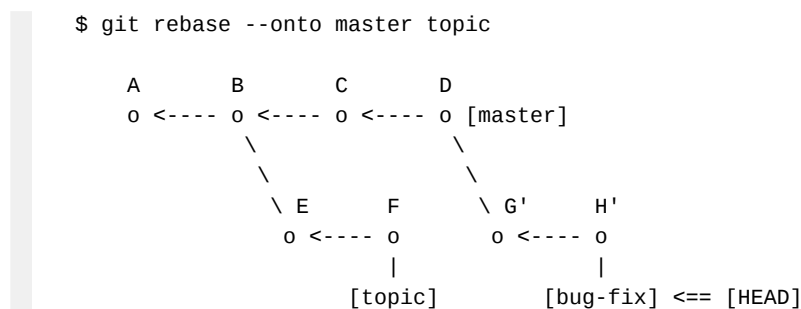 $ git rebase --onto master topic
A B C D
o <---- o <---- o <---- o [master]
\ \
\ \
\ E F \ G' H'
o <---- o o <---- o
| |
[topic] [bug-fix] <== [HEAD]